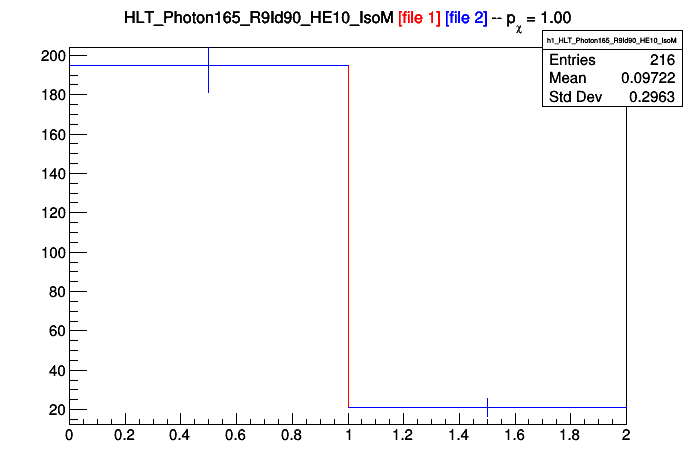 HLT_Photon165_R9Id90_HE10_IsoM [file 1] [file 2] -- pχ = 1.00
h1_HLT_Photon165_R9Id90_HE10_IsoM
Entries 216
Mean 0.09722
Std Dev 0.2963
200
180
160
140
120
100
80
60
40
20
0 0.2 0.4 0.6 0.8 1 1.2 1.4 1.6 1.8 2